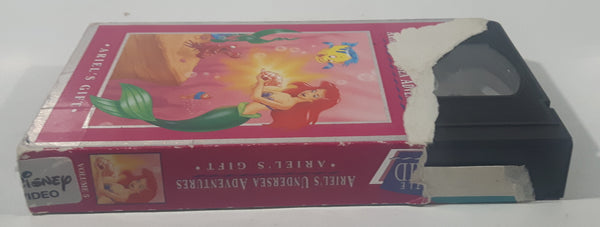 • ARIEL'S GIFT •
ARIEL'S UNDERSEA ADVENTURES
• ARIEL'S GIFT •
VOLUME 5
DISNEY
VIDEO